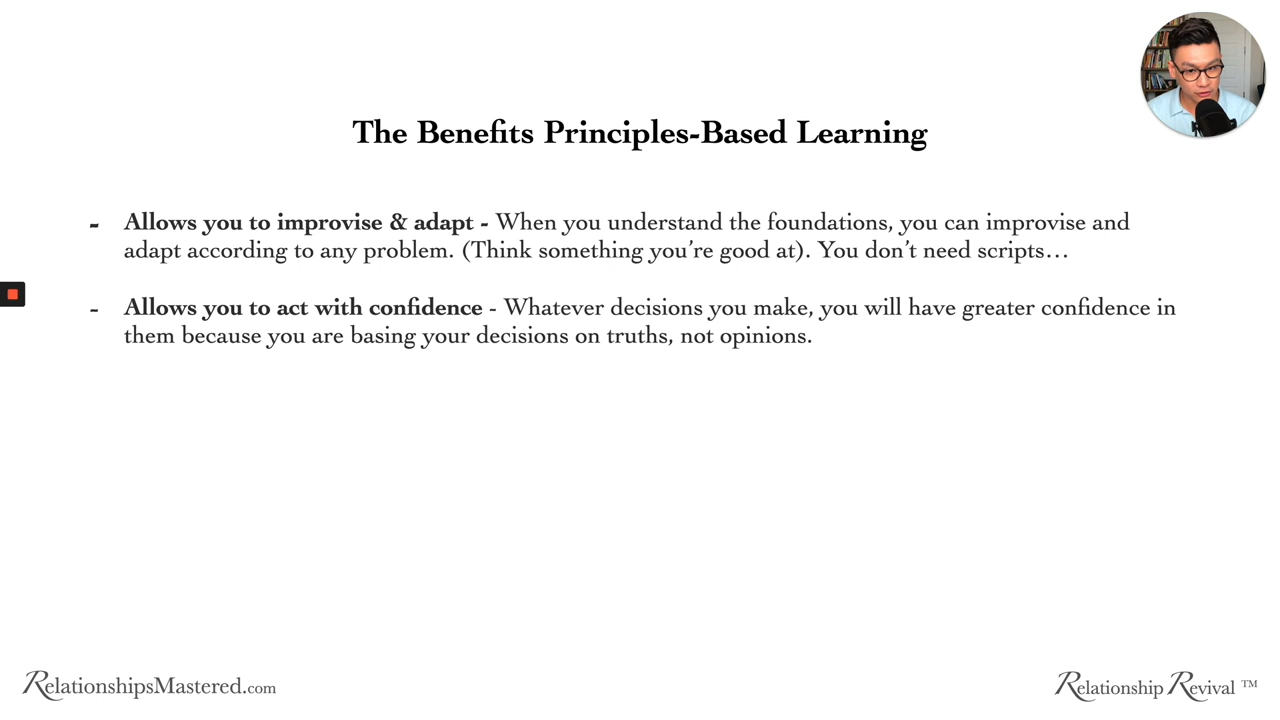 The Benefits Principles-Based Learning
- Allows you to improvise & adapt - When you understand the foundations, you can improvise and
adapt according to any problem. (Think something you’re good at). You don’t need scripts…
- Allows you to act with confidence - Whatever decisions you make, you will have greater confidence in
them because you are basing your decisions on truths, not opinions.
RelationshipsMastered.com
Relationship Revival ™